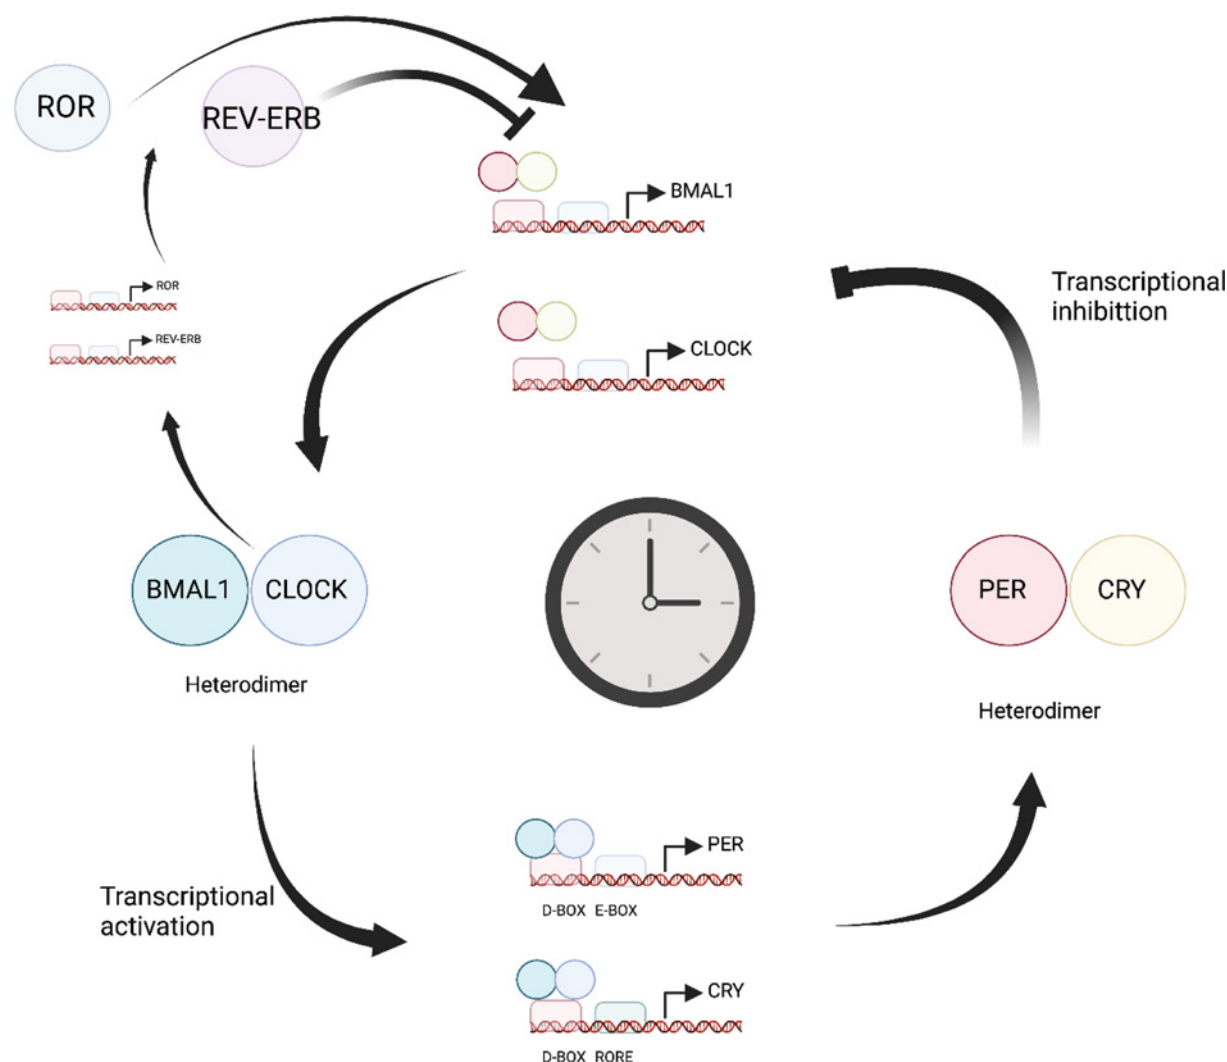 ROR
REV-ERB
BMAL1
ROR
REV-ERB
CLOCK
Transcriptional
inhibittion
BMAL1
CLOCK
Heterodimer
PER
CRY
Heterodimer
PER
D-BOX E-BOX
Transcriptional
activation
CRY
D-BOX RORE